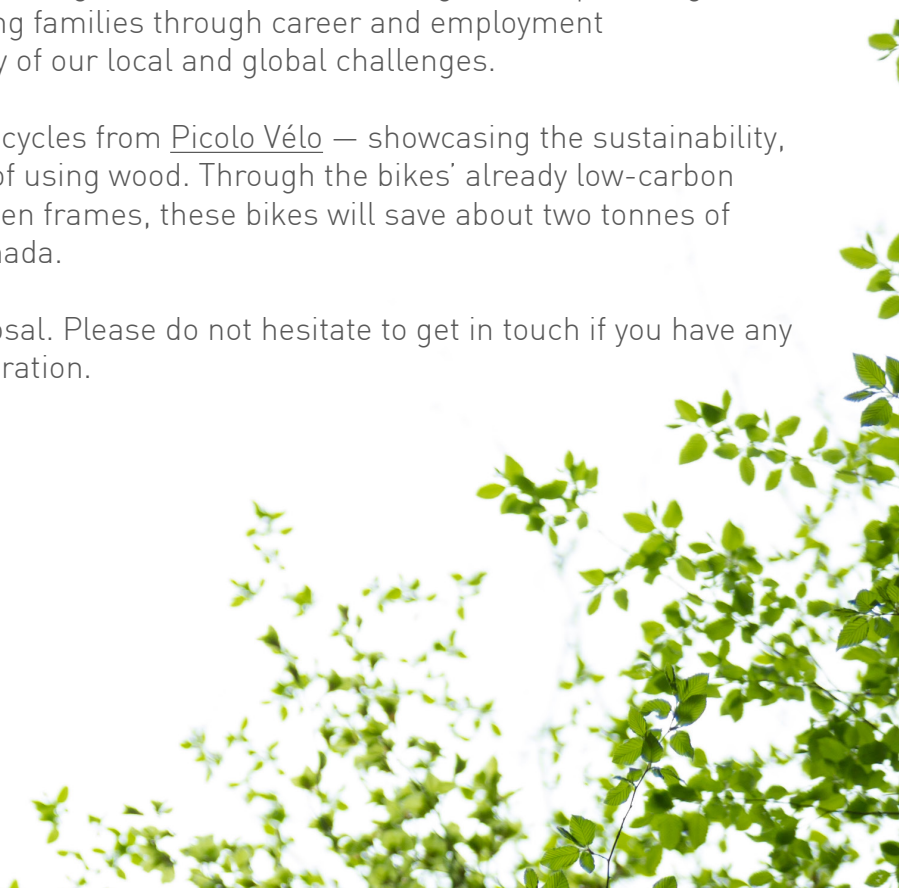 ng families through career and employment
y of our local and global challenges.
cycles from Picolo Vélo — showcasing the sustainability,
of using wood. Through the bikes’ already low-carbon
en frames, these bikes will save about two tonnes of
nada.
osal. Please do not hesitate to get in touch if you have any
ration.